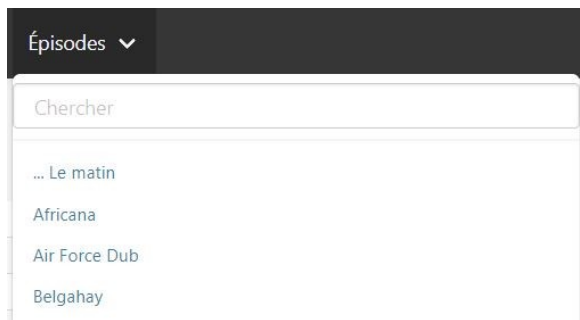 Épisodes
Chercher
... Le matin
Africana
Air Force Dub
Belgahay